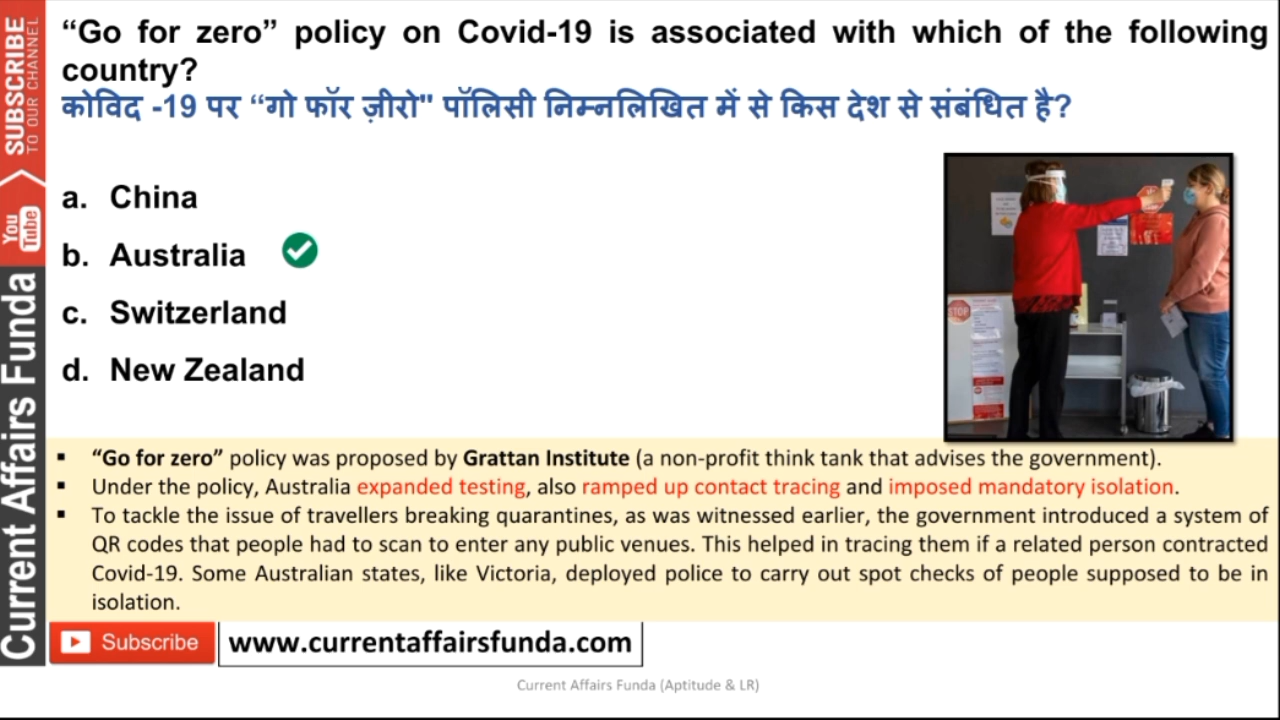 “Go for zero” policy on Covid-19 is associated with which of the following
country?
कोविद -19 पर “गो फॉर ज़ीरो" पॉलिसी निम्नलिखित में से किस देश से संबंधित है?
a. China
b. Australia
c. Switzerland
d. New Zealand
STOP
▪ “Go for zero” policy was proposed by Grattan Institute (a non-profit think tank that advises the government).
▪ Under the policy, Australia expanded testing, also ramped up contact tracing and imposed mandatory isolation.
▪ To tackle the issue of travellers breaking quarantines, as was witnessed earlier, the government introduced a system of
QR codes that people had to scan to enter any public venues. This helped in tracing them if a related person contracted
Covid-19. Some Australian states, like Victoria, deployed police to carry out spot checks of people supposed to be in
isolation.
Subscribe
www.currentaffairsfunda.com
Current Affairs Funda (Aptitude & LR)
SUBSCRIBE
TO OUR CHANNEL
You
Tube
Current Affairs Funda